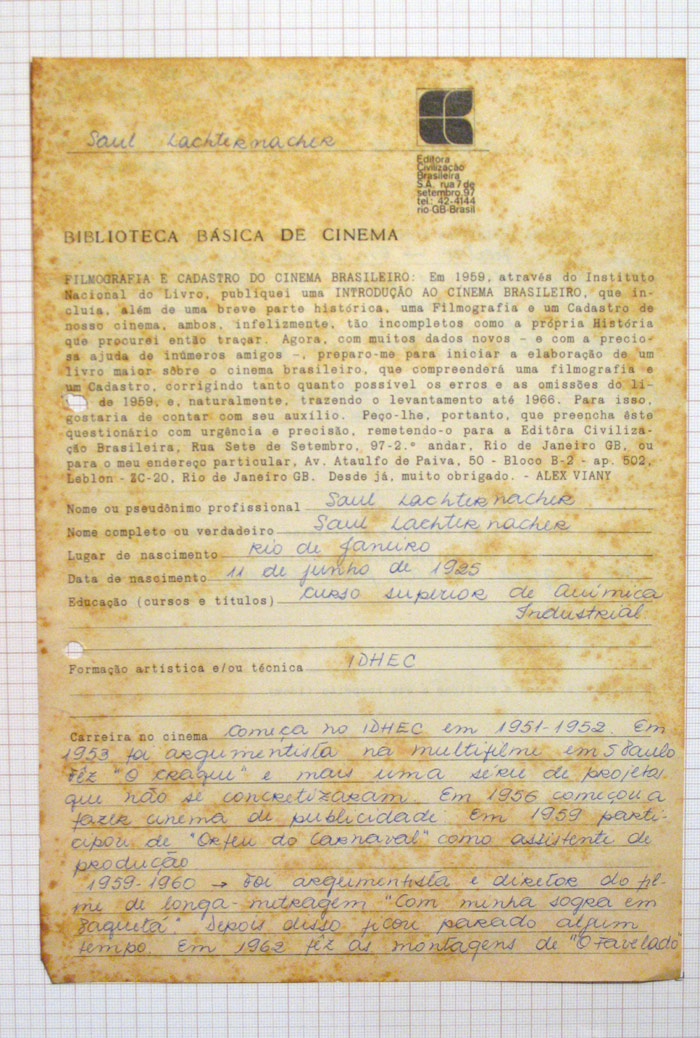 Saul Lachtermacher
Editora
Civilização
Brasileira
S.A. rua 7 de
setembro, 97
tel.: 42-4144
rio·GB·Brasil
BIBLIOTECA BÁSICA DE CINEMA
FILMOGRAFIA E CADASTRO DO CINEMA BRASILEIRO: Em 1959, através do Instituto
Nacional do Livro, publiquei uma INTRODUÇÃO AO CINEMA BRASILEIRO, que in-
cluia, além de uma breve parte histórica, uma Filmografia e um Cadastro de
nosso cinema, ambos, infelizmente, tão incompletos como a própria História
que procurei então traçar. Agora, com muitos dados novos - e com a precio-
sa ajuda de inúmeros amigos -, preparo-me para iniciar a elaboração de um
livro maior sôbre o cinema brasileiro, que compreenderá uma filmografia e
um Cadastro, corrigindo tanto quanto possível os erros e as omissões do li-
de 1959, e, naturalmente, trazendo o levantamento até 1966. Para isso,
gostaria de contar com seu auxílio. Peço-lhe, portanto, que preencha êste
questionário com urgência e precisão, remetendo-o para a Editôra Civiliza-
ção Brasileira, Rua Sete de Setembro, 97-2.º andar, Rio de Janeiro GB, ou
para o meu endereço particular, Av. Ataulfo de Paiva, 50 - Bloco B-2 - ap. 502,
Leblon - ZC-20, Rio de Janeiro GB. Desde já, muito obrigado. - ALEX VIANY
Nome ou pseudônimo profissional Saul Lachtermacher
Nome completo ou verdadeiro Saul Lachtermacher
Lugar de nascimento Rio de Janeiro
Data de nascimento 11 de junho de 1925
Educação (cursos e títulos) Curso superior de Química
Industrial
Formação artística e/ou técnica IDHEC
Carreira no cinema Começa no IDHEC em 1951-1952. Em
1953 foi argumentista na multifilme em S Paulo
Fêz "O craque" e mais uma serie de projetos
que não se concretizaram. Em 1956 começou a
fazer cinema de publicidade. Em 1959 parti-
cipou de "Orfeu do Carnaval" como assistente de
produção
1959-1960 → Foi argumentista e diretor do fil-
me de longa-metragem "Com minha sogra em
Paquetá". Depois disso ficou parado algum
tempo. Em 1962 fez as montagens de "O Favelado